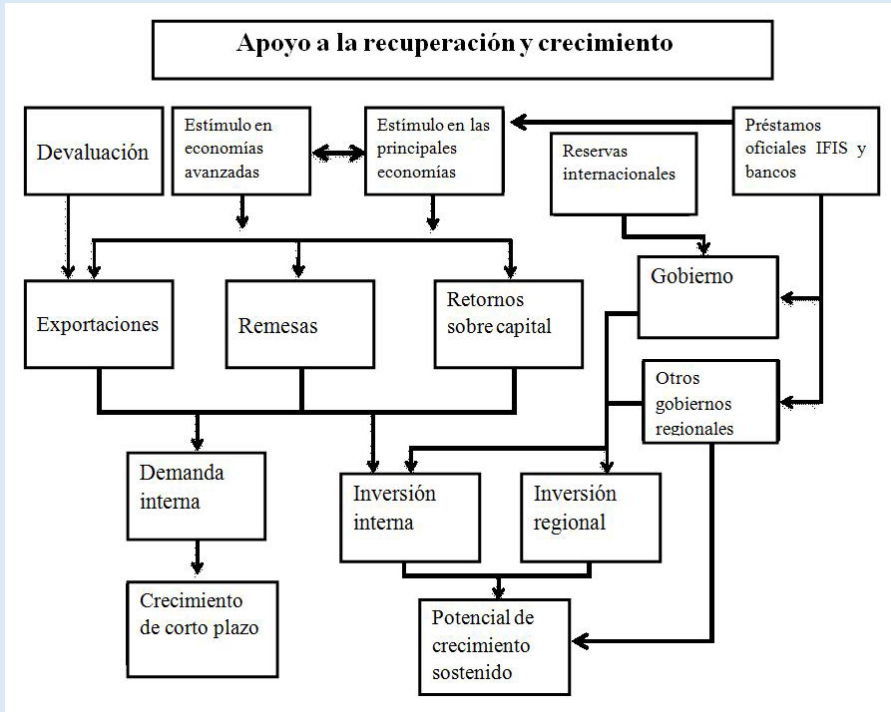 Apoyo a la recuperación y crecimiento
Devaluación
Estímulo en
economías
avanzadas
Estímulo en las
principales
economías
Reservas
internacionales
Préstamos
oficiales IFIS y
bancos
Exportaciones
Remesas
Retornos
sobre capital
Gobierno
Otros
gobiernos
regionales
Demanda
interna
Inversión
interna
Inversión
regional
Crecimiento
de corto plazo
Potencial de
crecimiento
sostenido